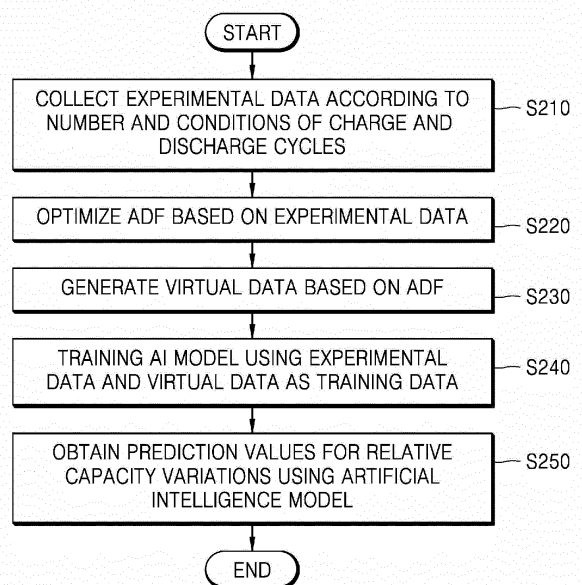 START
COLLECT EXPERIMENTAL DATA ACCORDING TO
NUMBER AND CONDITIONS OF CHARGE AND
DISCHARGE CYCLES
S210
OPTIMIZE ADF BASED ON EXPERIMENTAL DATA
S220
GENERATE VIRTUAL DATA BASED ON ADF
S230
TRAINING AI MODEL USING EXPERIMENTAL
DATA AND VIRTUAL DATA AS TRAINING DATA
S240
OBTAIN PREDICTION VALUES FOR RELATIVE
CAPACITY VARIATIONS USING ARTIFICIAL
INTELLIGENCE MODEL
S250
END